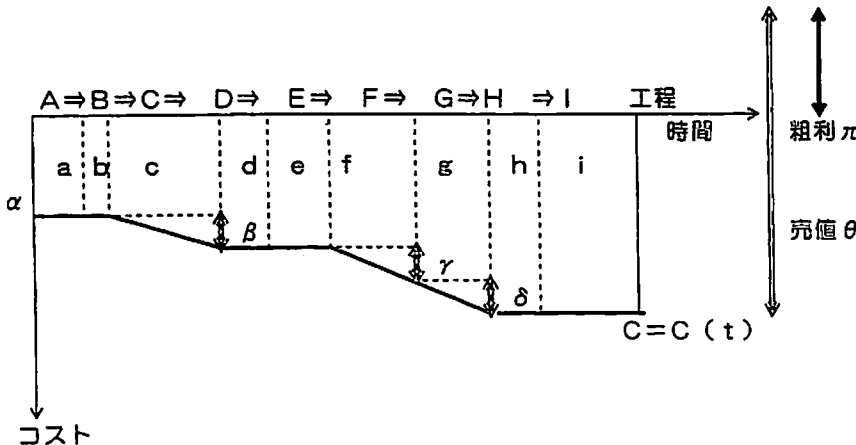 A⇒B⇒C⇒ D⇒ E⇒ F⇒ G⇒H ⇒I 工程
時間
粗利π
a b c d e f g h i
α
β
売値θ
γ
δ
C=C(t)
コスト